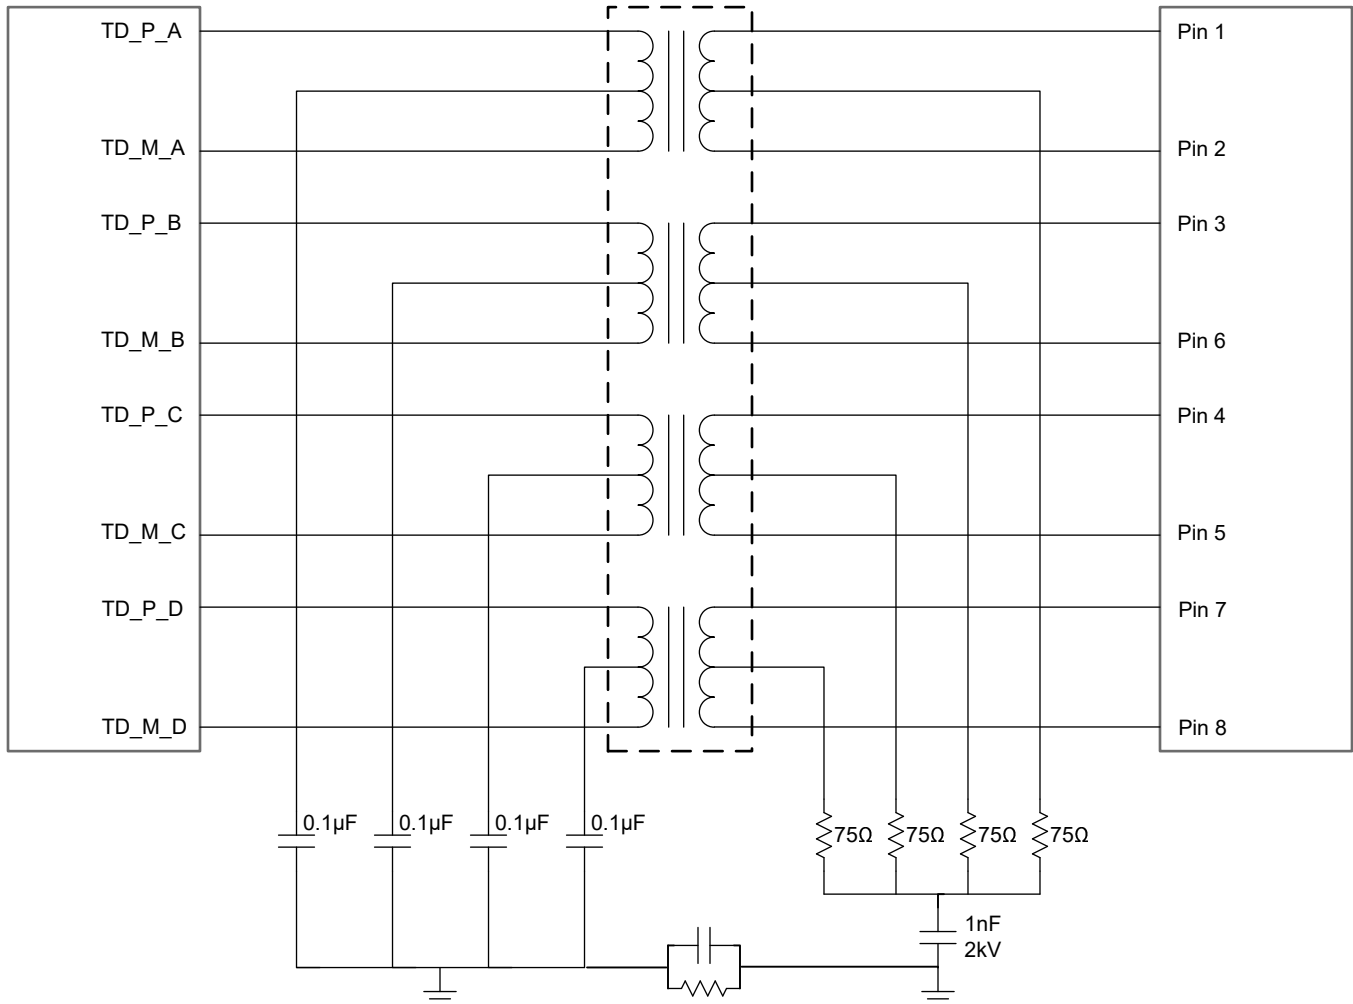 TD_P_A
Pin 1
TD_M_A
Pin 2
TD_P_B
Pin 3
TD_M_B
Pin 6
TD_P_C
Pin 4
TD_M_C
Pin 5
TD_P_D
Pin 7
TD_M_D
Pin 8
0.1µF
0.1µF
0.1µF
0.1µF
75Ω
75Ω
75Ω
75Ω
1nF
2kV